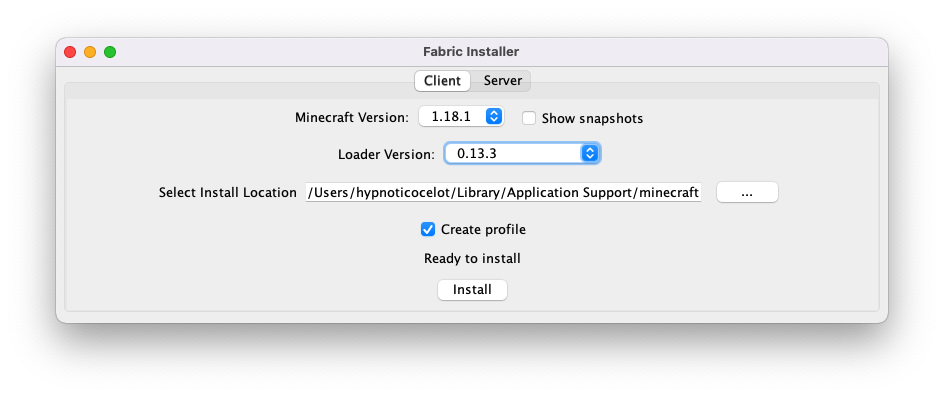 Fabric Installer
Client Server
Minecraft Version: 1.18.1 Show snapshots
Loader Version: 0.13.3
Select Install Location /Users/hypnoticocelot/Library/Application Support/minecraft ...
Create profile
Ready to install
Install